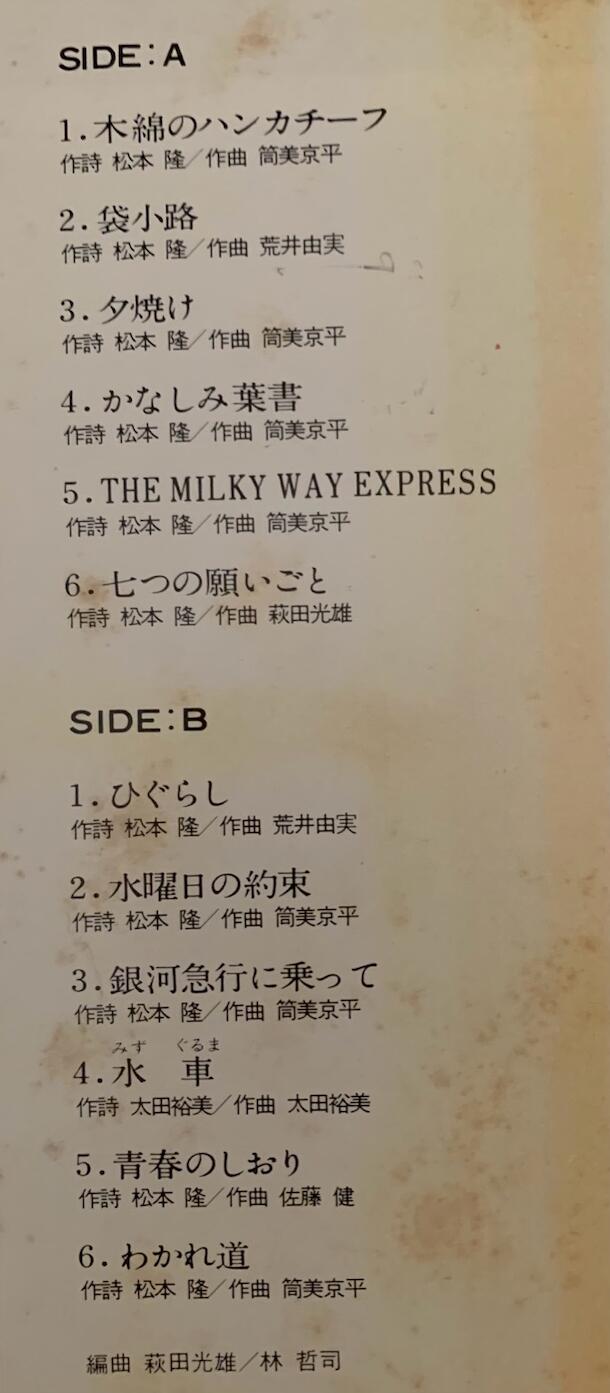 SIDE:A
1.木綿のハンカチーフ
作詩 松本 隆/作曲 筒美京平
2.袋小路
作詩 松本 隆/作曲 荒井由実
3.夕焼け
作詩 松本 隆/作曲 筒美京平
4.かなしみ葉書
作詩 松本 隆/作曲 筒美京平
5.THE MILKY WAY EXPRESS
作詩 松本 隆/作曲 筒美京平
6.七つの願いごと
作詩 松本 隆/作曲 萩田光雄
SIDE:B
1.ひぐらし
作詩 松本 隆/作曲 荒井由実
2.水曜日の約束
作詩 松本 隆/作曲 筒美京平
3.銀河急行に乗って
作詩 松本 隆/作曲 筒美京平
みず ぐるま
4.水 車
作詩 太田裕美/作曲 太田裕美
5.青春のしおり
作詩 松本 隆/作曲 佐藤 健
6.わかれ道
作詩 松本 隆/作曲 筒美京平
編曲 萩田光雄/林 哲司